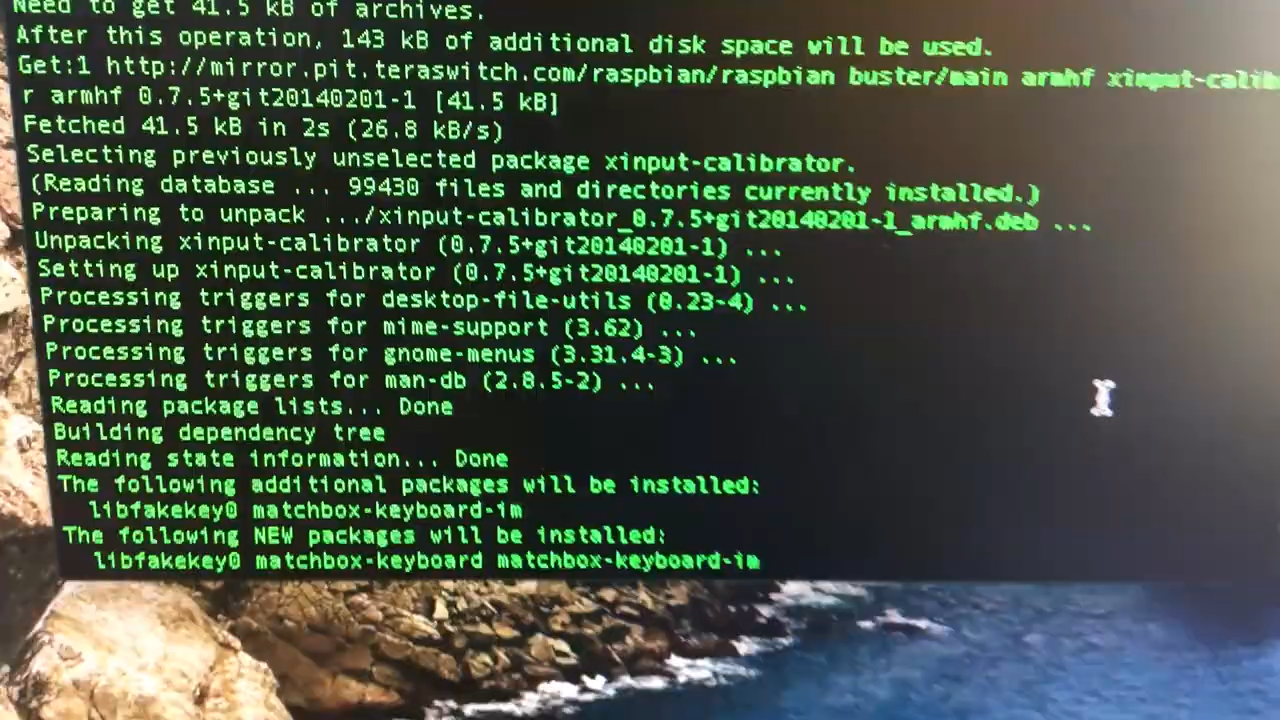 Need to get 41.5 kB of archives.
After this operation, 143 kB of additional disk space will be used.
Get:1 http://mirror.pit.teraswitch.com/raspbian/raspbian buster/main armhf xinput-calib
r armhf 0.7.5+git20140201-1 [41.5 kB]
Fetched 41.5 kB in 2s (26.8 kB/s)
Selecting previously unselected package xinput-calibrator.
(Reading database ... 99430 files and directories currently installed.)
Preparing to unpack .../xinput-calibrator_0.7.5+git20140201-1_armhf.deb ...
Unpacking xinput-calibrator (0.7.5+git20140201-1) ...
Setting up xinput-calibrator (0.7.5+git20140201-1) ...
Processing triggers for desktop-file-utils (0.23-4) ...
Processing triggers for mime-support (3.62) ...
Processing triggers for gnome-menus (3.31.4-3) ...
Processing triggers for man-db (2.8.5-2) ...
Reading package lists... Done
Building dependency tree
Reading state information... Done
The following additional packages will be installed:
libfakekey0 matchbox-keyboard-im
The following NEW packages will be installed:
libfakekey0 matchbox-keyboard matchbox-keyboard-im